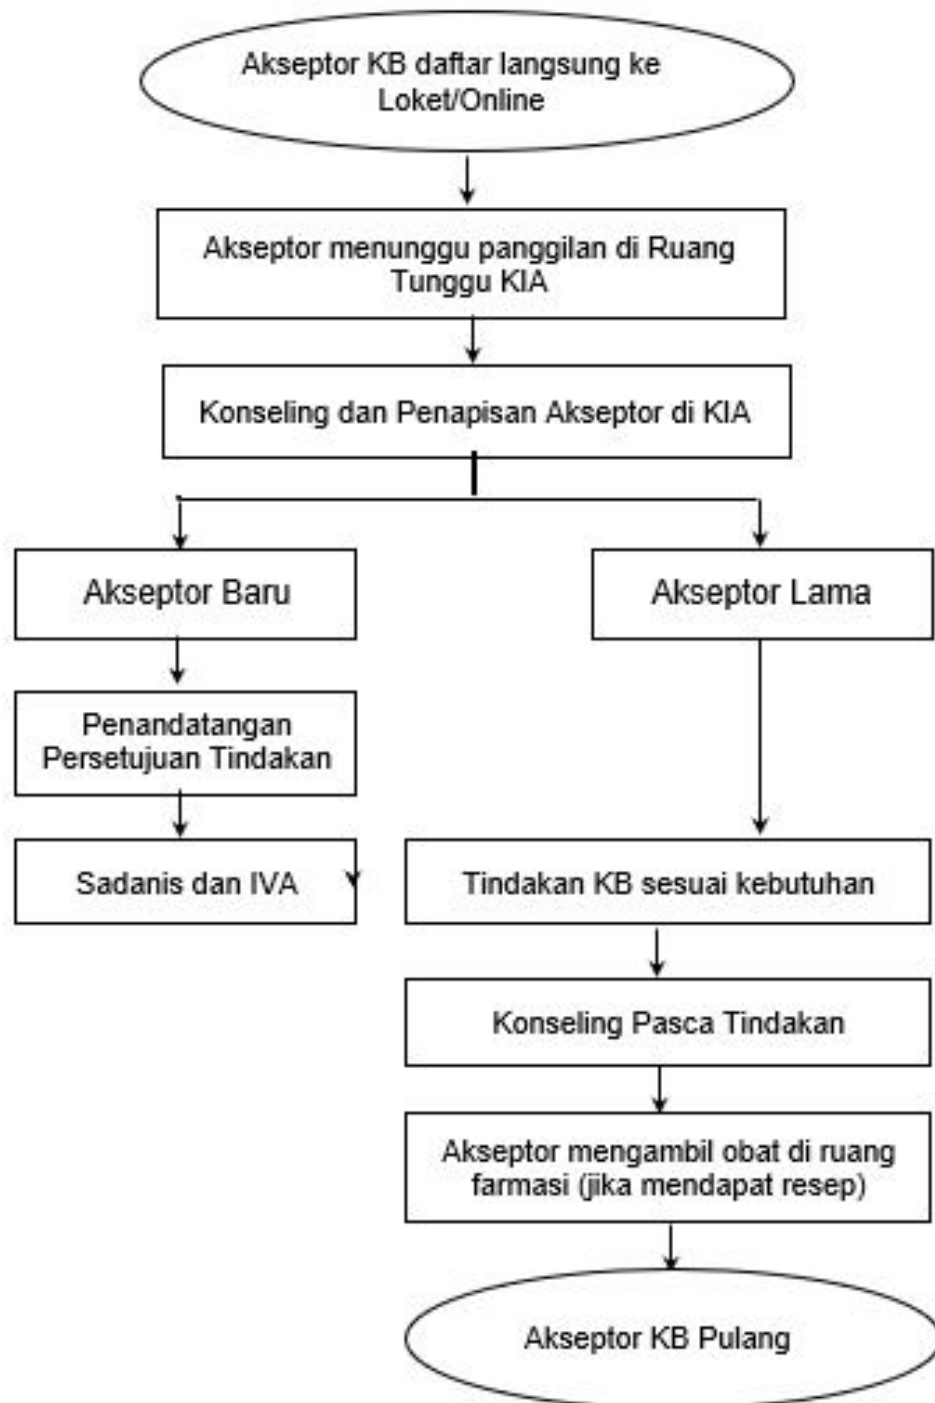 Akseptor KB daftar langsung ke
Loket/Online
Akseptor menunggu panggilan di Ruang
Tunggu KIA
Konseling dan Penapisan Akseptor di KIA
Akseptor Baru
Akseptor Lama
Penandatangan
Persetujuan Tindakan
Sadanis dan IVA
Tindakan KB sesuai kebutuhan
Konseling Pasca Tindakan
Akseptor mengambil obat di ruang
farmasi (jika mendapat resep)
Akseptor KB Pulang